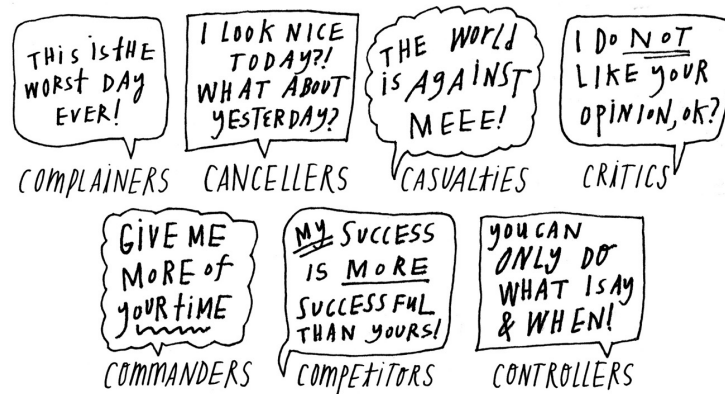 THIS IS THE
WORST DAY
EVER!
COMPLAINERS
I LOOK NICE
TODAY?!
WHAT ABOUT
YESTERDAY?
CANCELLERS
THE WORLD
IS AGAINST
MEEE!
CASUALTIES
I DO NOT
LIKE YOUR
OPINION, OK?
CRITICS
GIVE ME
MORE of
YOUR TIME
COMMANDERS
MY SUCCESS
IS MORE
SUCCESSFUL
THAN YOURS!
COMPETITORS
YOU CAN
ONLY DO
WHAT I SAY
& WHEN!
CONTROLLERS